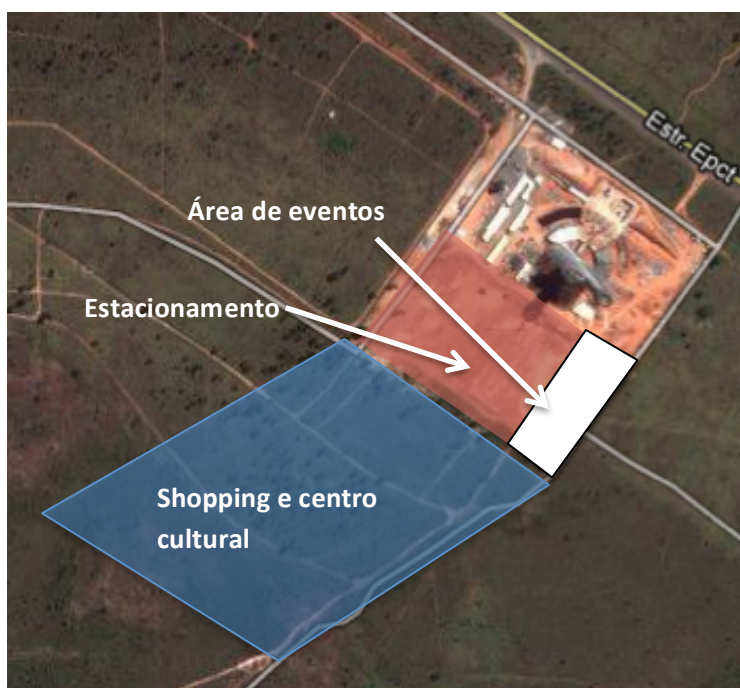 Estr. Epct
Área de eventos
Estacionamento
Shopping e centro
cultural